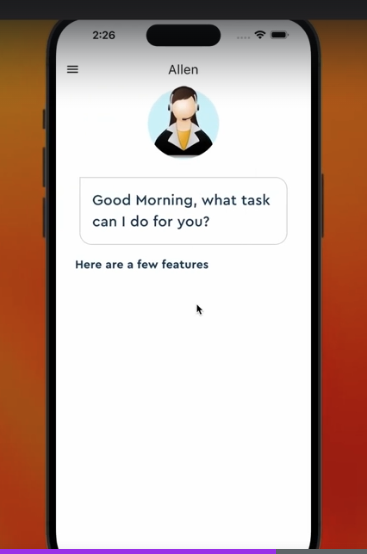 2:26
Allen
Good Morning, what task
can I do for you?
Here are a few features